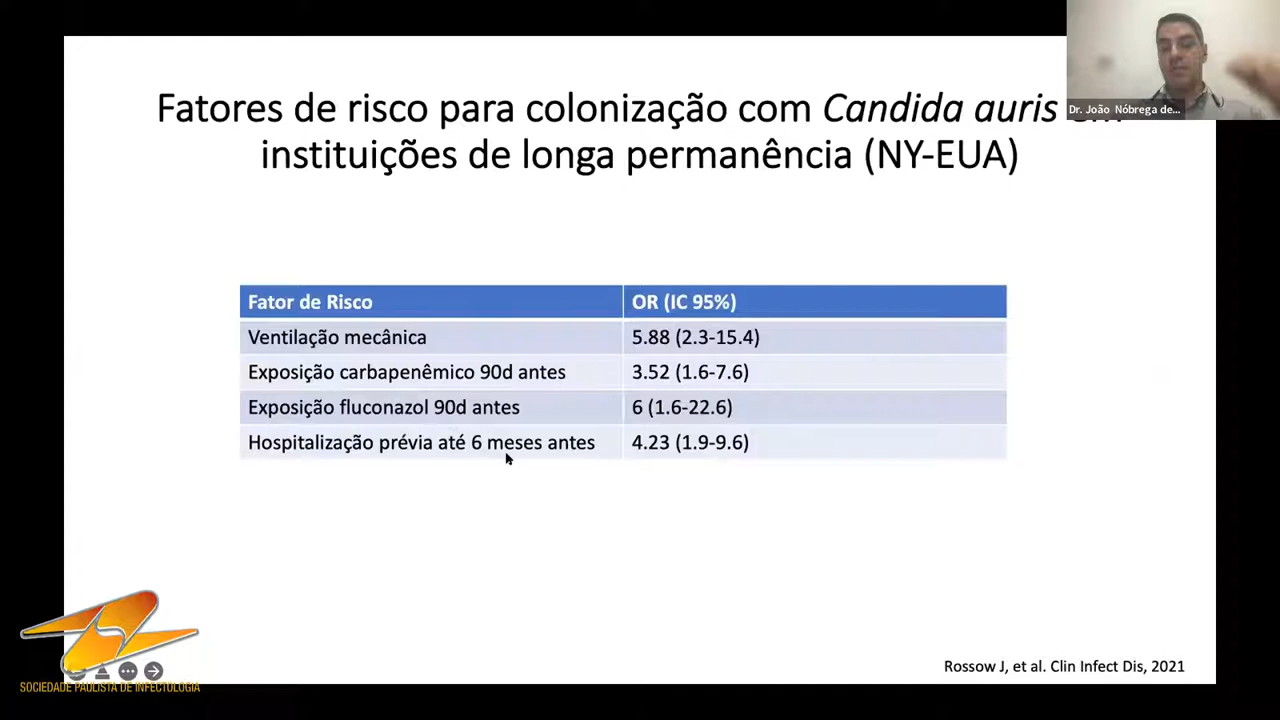 Fatores de risco para colonização com Candida auris em
instituições de longa permanência (NY-EUA)
Dr. João Nóbrega de...
Fator de Risco OR (IC 95%)
Ventilação mecânica 5.88 (2.3-15.4)
Exposição carbapenêmico 90d antes 3.52 (1.6-7.6)
Exposição fluconazol 90d antes 6 (1.6-22.6)
Hospitalização prévia até 6 meses antes 4.23 (1.9-9.6)
Rossow J, et al. Clin Infect Dis, 2021
SOCIEDADE PAULISTA DE INFECTOLOGIA